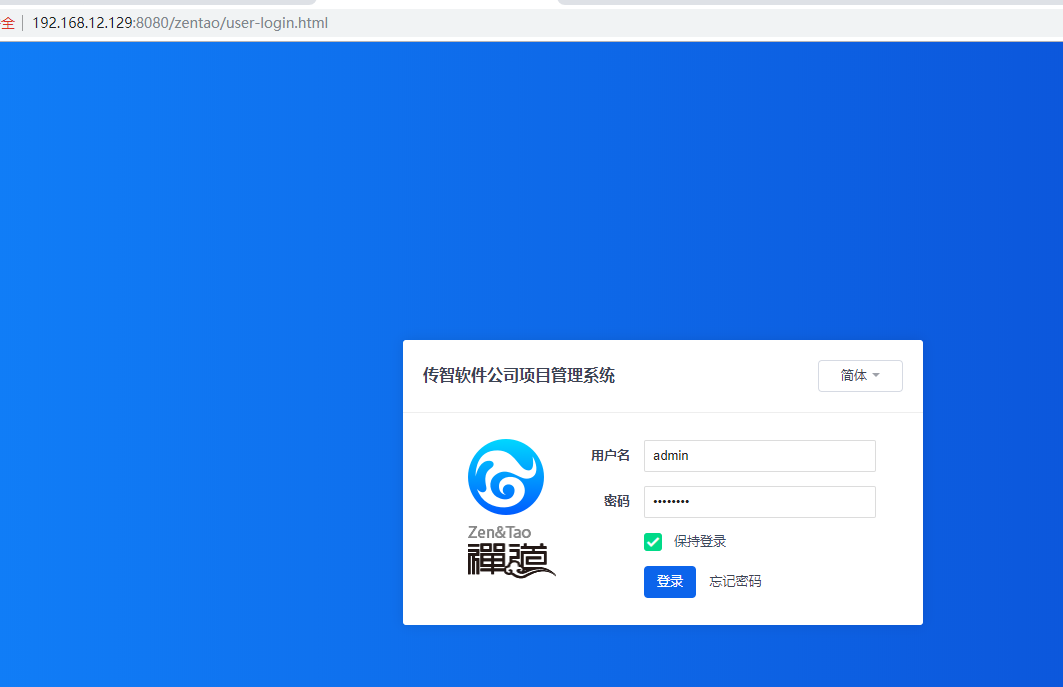 全 | 192.168.12.129:8080/zentao/user-login.html
传智软件公司项目管理系统
简体
用户名 admin
密码 ••••••••
Zen&Tao
禪道
保持登录
登录 忘记密码